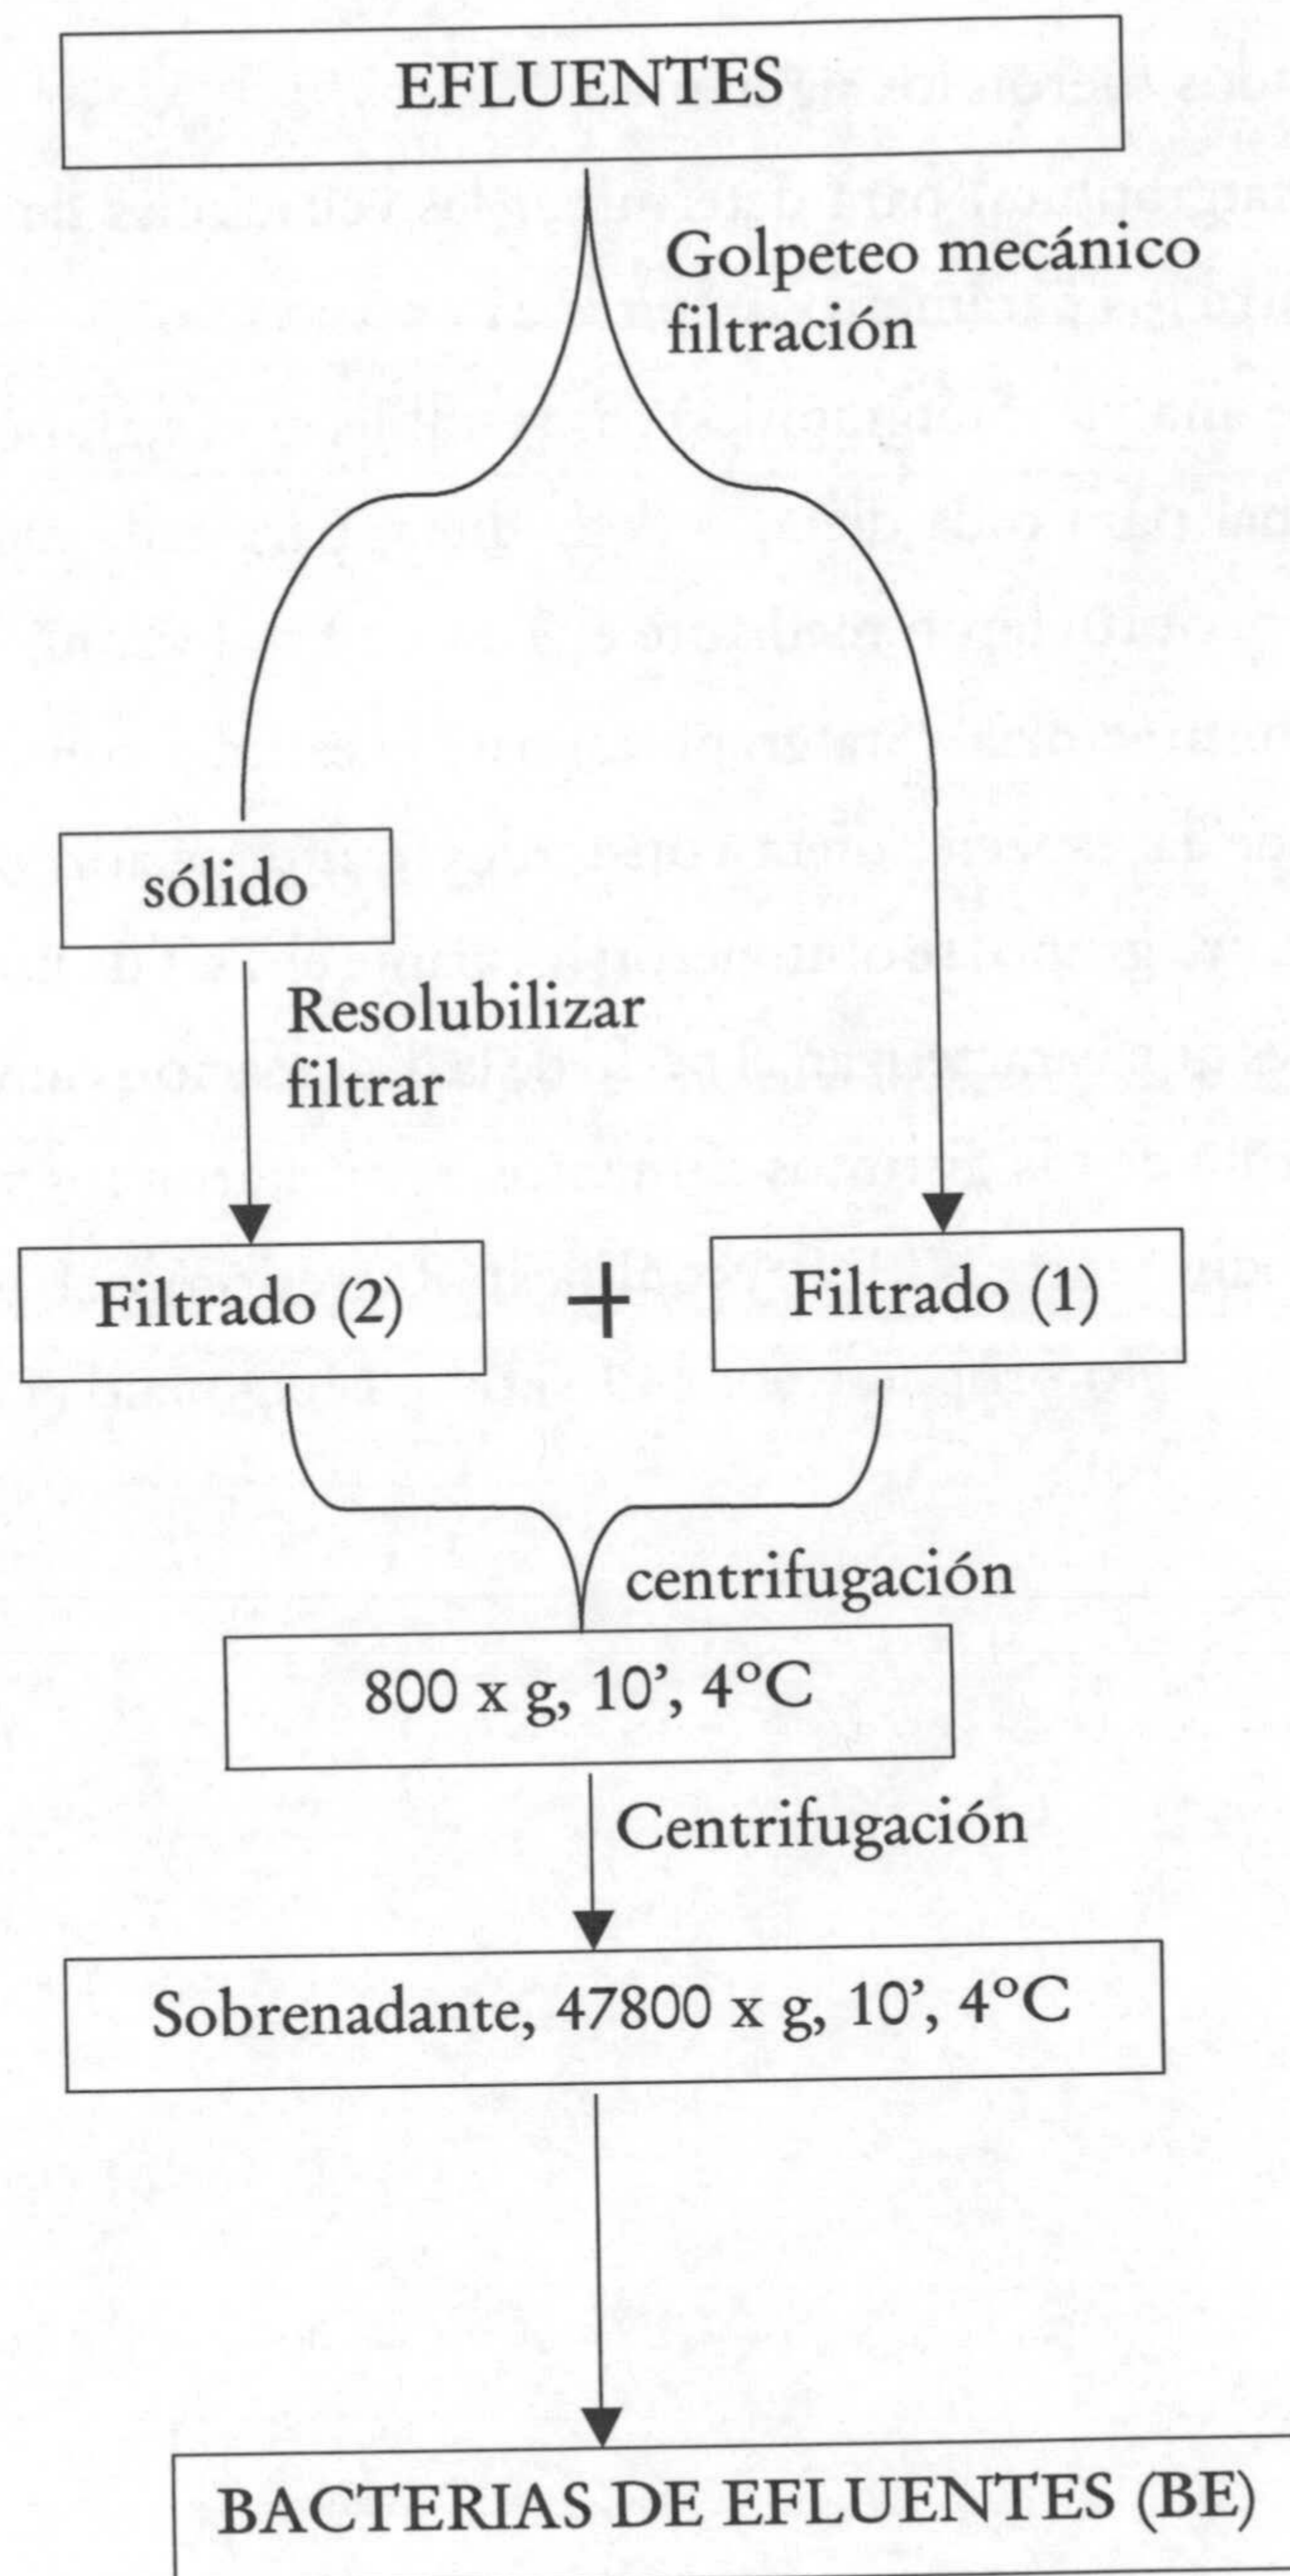 EFLUENTES
Golpeteo mecánico
filtración
sólido
Resolubilizar
filtrar
Filtrado (2)
+
Filtrado (1)
centrifugación
800 x g, 10’, 4ºC
Centrifugación
Sobrenadante, 47800 x g, 10’, 4ºC
BACTERIAS DE EFLUENTES (BE)